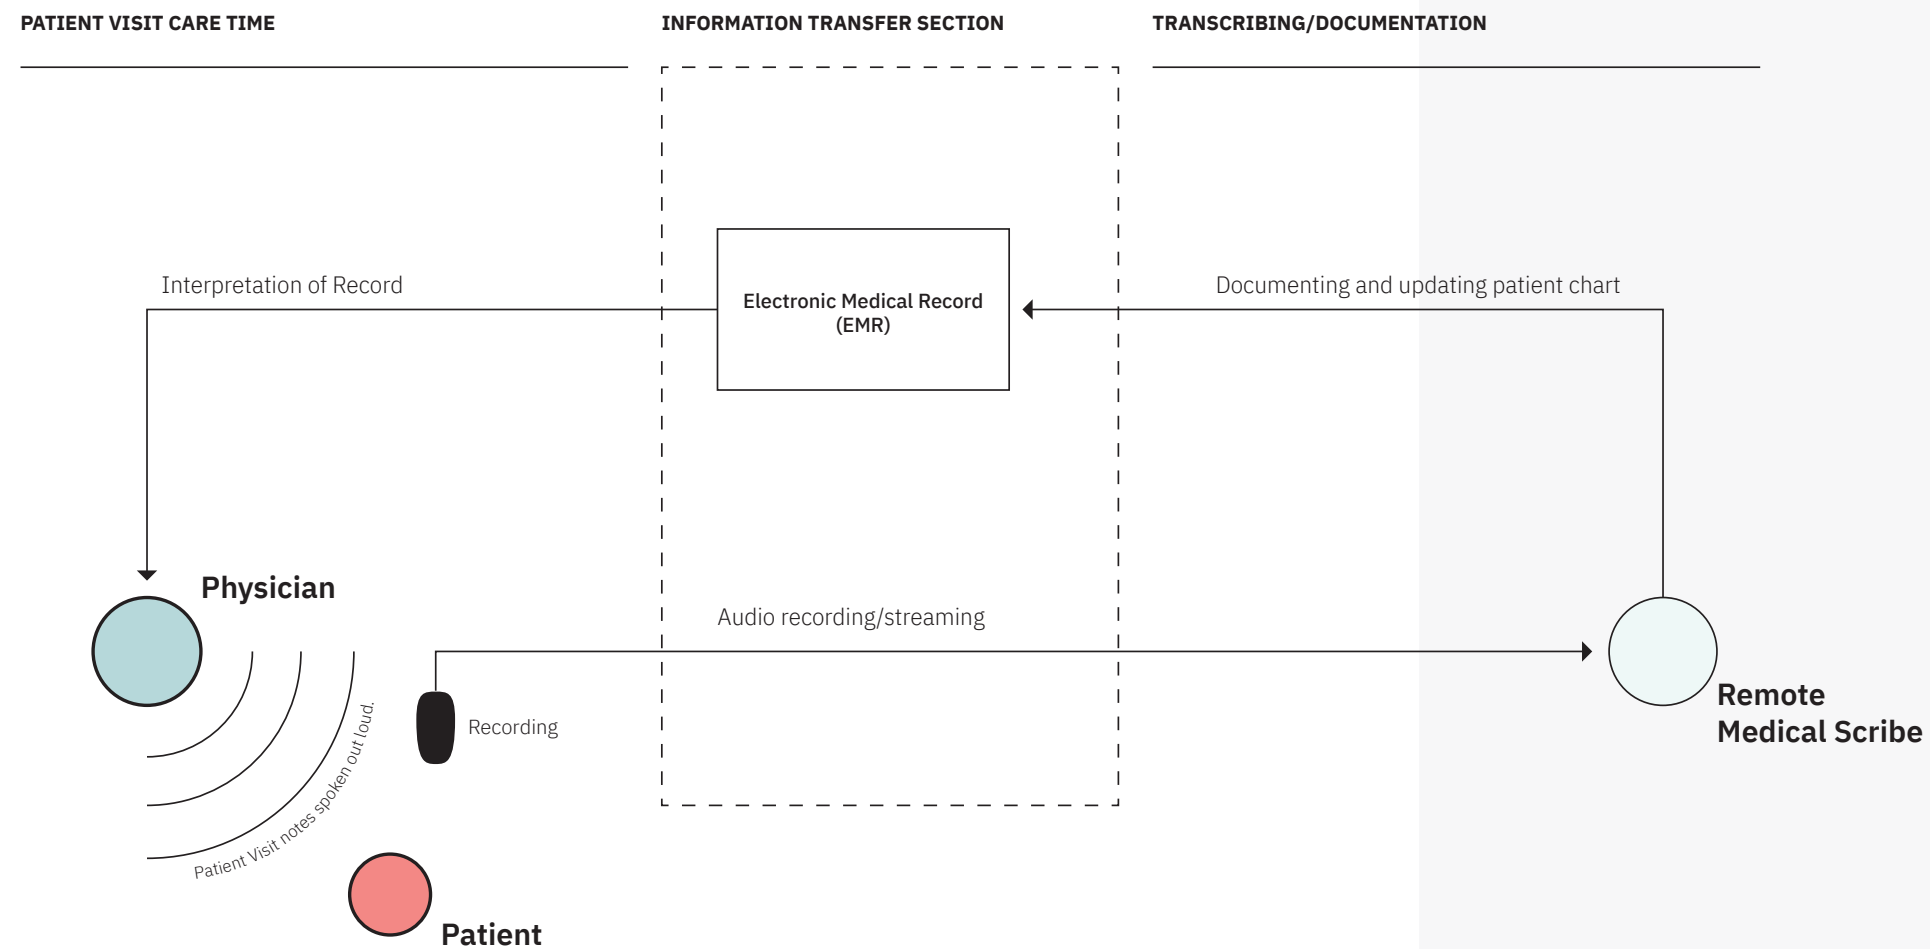 PATIENT VISIT CARE TIME
INFORMATION TRANSFER SECTION
TRANSCRIBING/DOCUMENTATION
Interpretation of Record
Electronic Medical Record
(EMR)
Documenting and updating patient chart
Physician
Audio recording/streaming
Remote
Medical Scribe
Recording
Patient Visit notes spoken out loud.
Patient